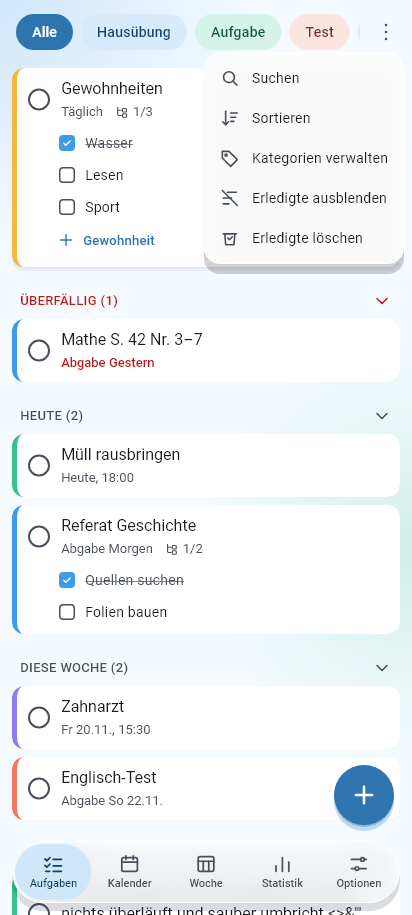 Alle
Hausübung
Aufgabe
Test
Suchen
Sortieren
Kategorien verwalten
Erledigte ausblenden
Erledigte löschen
Gewohnheiten
Täglich 1/3
Wasser
Lesen
Sport
+ Gewohnheit
ÜBERFÄLLIG (1)
Mathe S. 42 Nr. 3–7
Abgabe Gestern
HEUTE (2)
Müll rausbringen
Heute, 18:00
Referat Geschichte
Abgabe Morgen 1/2
Quellen suchen
Folien bauen
DIESE WOCHE (2)
Zahnarzt
Fr 20.11., 15:30
Englisch-Test
Abgabe So 22.11.
Aufgaben
Kalender
Woche
Statistik
Optionen
nichts überläuft und sauber umbricht <>&"